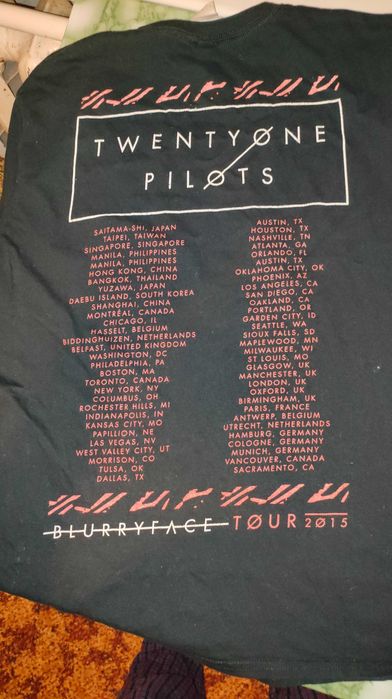 TWENTY ØNE
PILØTS
SAITAMA-SHI, JAPAN
TAIPEI, TAIWAN
SINGAPORE, SINGAPORE
MANILA, PHILIPPINES
MANILA, PHILIPPINES
HONG KONG, CHINA
BANGKOK, THAILAND
YUZAWA, JAPAN
DAEBU ISLAND, SOUTH KOREA
SHANGHAI, CHINA
MONTRÉAL, CANADA
CHICAGO, IL
HASSELT, BELGIUM
BIDDINGHUIZEN, NETHERLANDS
BELFAST, UNITED KINGDOM
WASHINGTON, DC
PHILADELPHIA, PA
BOSTON, MA
TORONTO, CANADA
NEW YORK, NY
COLUMBUS, OH
ROCHESTER HILLS, MI
INDIANAPOLIS, IN
KANSAS CITY, MO
PAPILLION, NE
LAS VEGAS, NV
WEST VALLEY CITY, UT
MORRISON, CO
TULSA, OK
DALLAS, TX
AUSTIN, TX
HOUSTON, TX
NASHVILLE, TN
ATLANTA, GA
ORLANDO, FL
AUSTIN, TX
OKLAHOMA CITY, OK
PHOENIX, AZ
LOS ANGELES, CA
SAN DIEGO, CA
OAKLAND, CA
PORTLAND, OR
GARDEN CITY, ID
SEATTLE, WA
SIOUX FALLS, SD
MAPLEWOOD, MN
MILWAUKEE, WI
ST LOUIS, MO
GLASGOW, UK
MANCHESTER, UK
LONDON, UK
OXFORD, UK
BIRMINGHAM, UK
PARIS, FRANCE
ANTWERP, BELGIUM
UTRECHT, NETHERLANDS
HAMBURG, GERMANY
COLOGNE, GERMANY
MUNICH, GERMANY
VANCOUVER, CANADA
SACRAMENTO, CA
BLURRYFACE TØUR 2Ø15